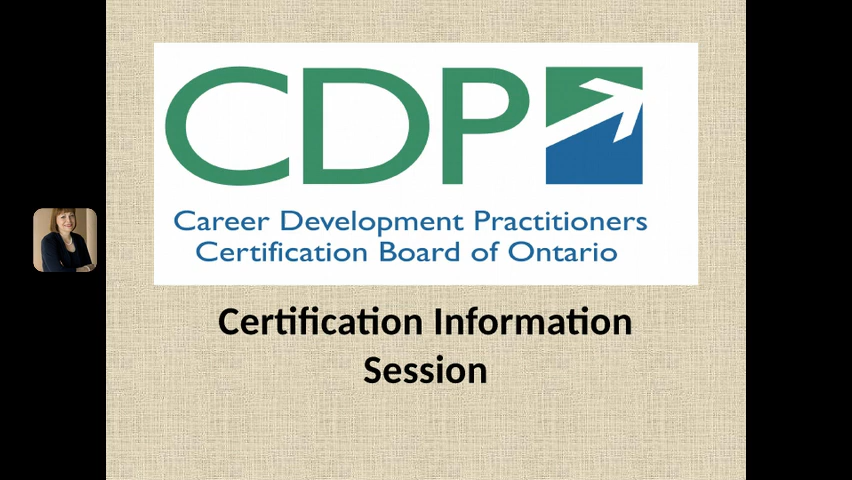 CDP
Career Development Practitioners
Certification Board of Ontario
Certification Information
Session